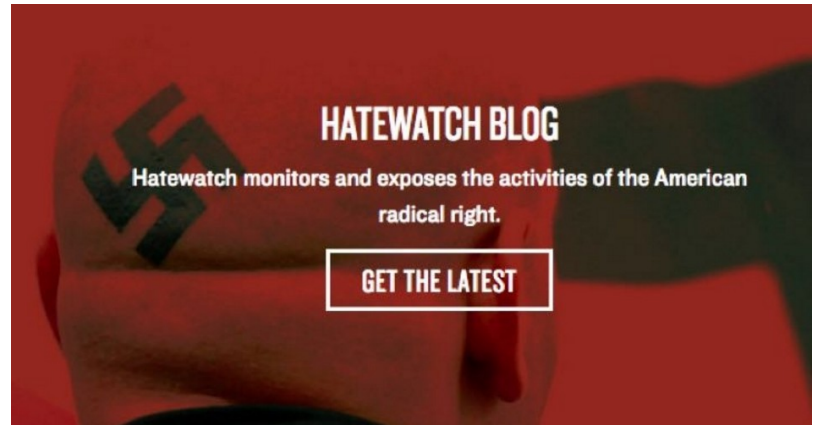 HATEWATCH BLOG
Hatewatch monitors and exposes the activities of the American
radical right.
GET THE LATEST